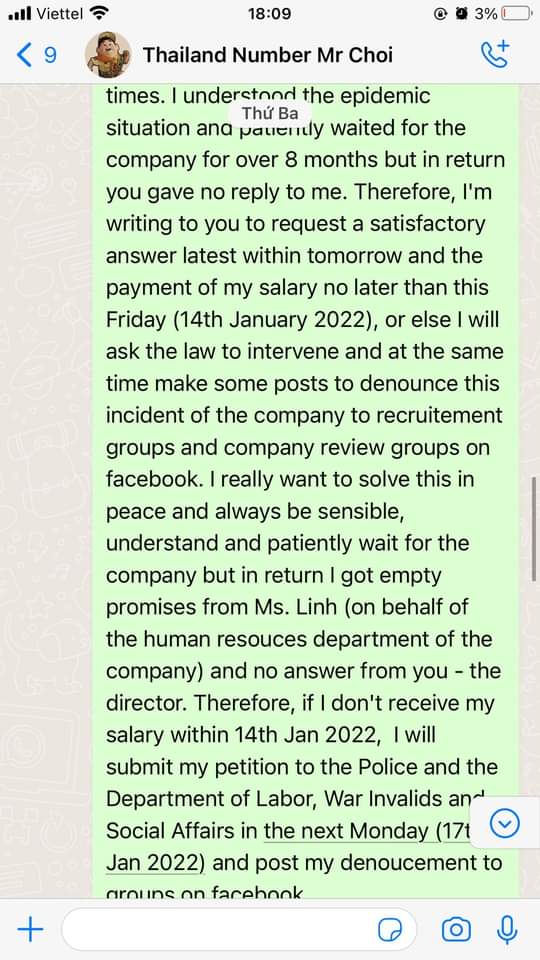 Viettel 18:09 3%
9 Thailand Number Mr Choi
times. I understood the epidemic
Thứ Ba
situation and patiently waited for the
company for over 8 months but in return
you gave no reply to me. Therefore, I'm
writing to you to request a satisfactory
answer latest within tomorrow and the
payment of my salary no later than this
Friday (14th January 2022), or else I will
ask the law to intervene and at the same
time make some posts to denounce this
incident of the company to recruitement
groups and company review groups on
facebook. I really want to solve this in
peace and always be sensible,
understand and patiently wait for the
company but in return I got empty
promises from Ms. Linh (on behalf of
the human resouces department of the
company) and no answer from you - the
director. Therefore, if I don't receive my
salary within 14th Jan 2022, I will
submit my petition to the Police and the
Department of Labor, War Invalids and
Social Affairs in the next Monday (17t
Jan 2022) and post my denoucement to
groups on facebook